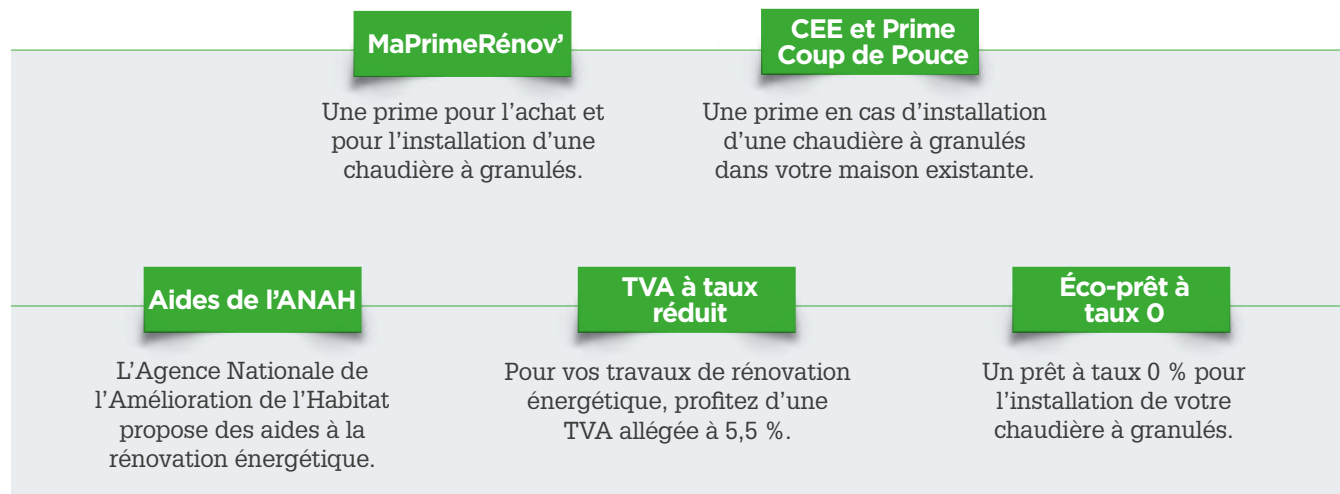 MaPrimeRénov’
Une prime pour l’achat et
pour l’installation d’une
chaudière à granulés.
CEE et Prime
Coup de Pouce
Une prime en cas d’installation
d’une chaudière à granulés
dans votre maison existante.
Aides de l’ANAH
L’Agence Nationale de
l’Amélioration de l’Habitat
propose des aides à la
rénovation énergétique.
TVA à taux
réduit
Pour vos travaux de rénovation
énergétique, profitez d’une
TVA allégée à 5,5 %.
Éco-prêt à
taux 0
Un prêt à taux 0 % pour
l’installation de votre
chaudière à granulés.